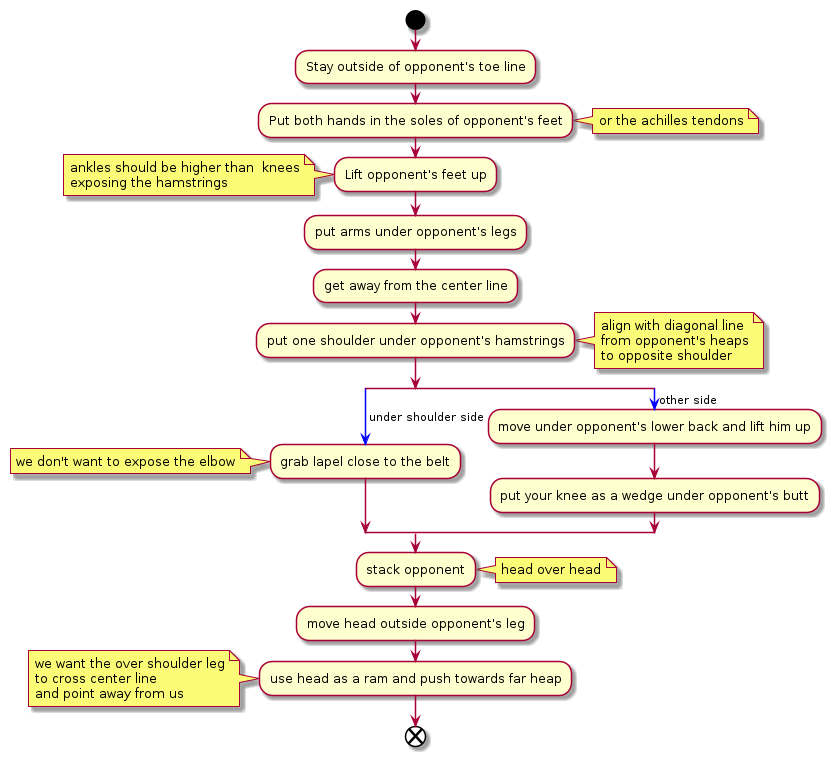 Stay outside of opponent's toe line
Put both hands in the soles of opponent's feet
or the achilles tendons
ankles should be higher than  knees
exposing the hamstrings
Lift opponent's feet up
put arms under opponent's legs
get away from the center line
put one shoulder under opponent's hamstrings
align with diagonal line
from opponent's heaps
to opposite shoulder
under shoulder side
other side
move under opponent's lower back and lift him up
we don't want to expose the elbow
grab lapel close to the belt
put your knee as a wedge under opponent's butt
stack opponent
head over head
move head outside opponent's leg
we want the over shoulder leg
to cross center line
and point away from us
use head as a ram and push towards far heap